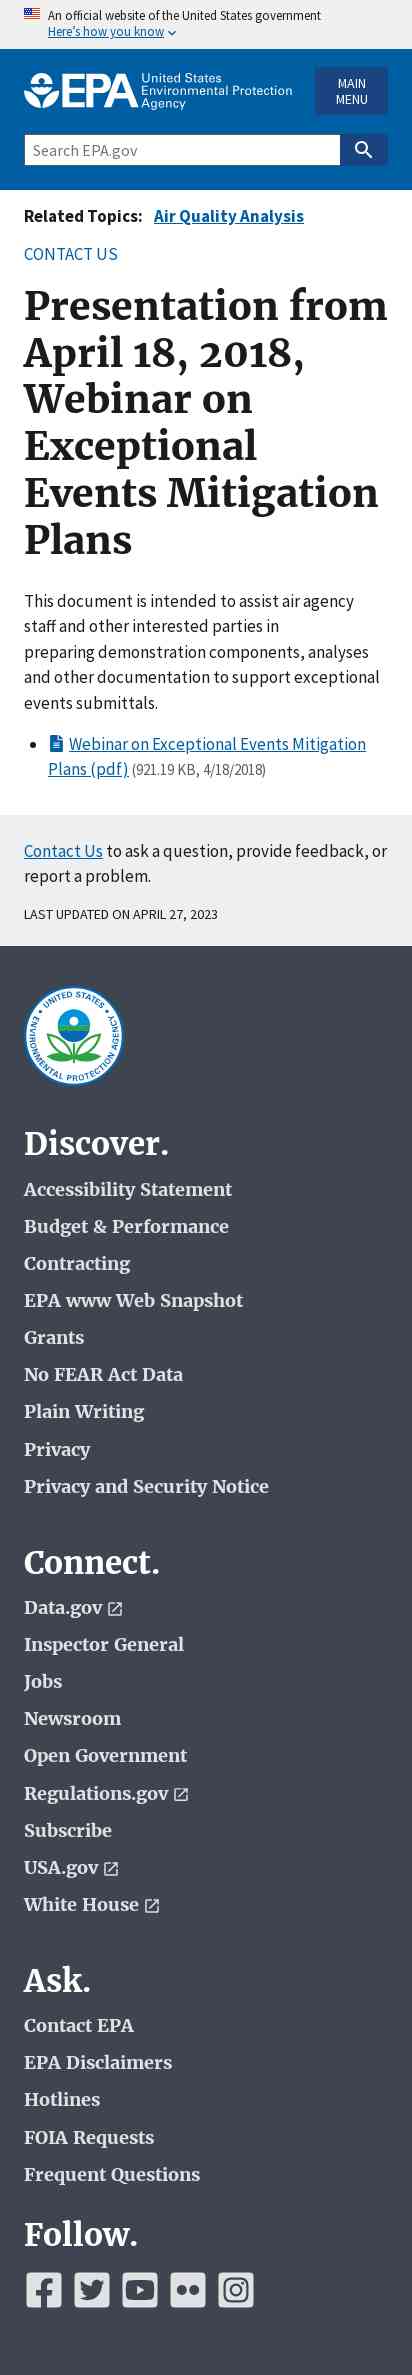 An official website of the United States government
Here’s how you know
EPA United States
Environmental Protection
Agency
MAIN
MENU
Search EPA.gov
Related Topics: Air Quality Analysis
CONTACT US
Presentation from
April 18, 2018,
Webinar on
Exceptional
Events Mitigation
Plans
This document is intended to assist air agency
staff and other interested parties in
preparing demonstration components, analyses
and other documentation to support exceptional
events submittals.
Webinar on Exceptional Events Mitigation
Plans (pdf) (921.19 KB, 4/18/2018)
Contact Us to ask a question, provide feedback, or
report a problem.
LAST UPDATED ON APRIL 27, 2023
UNITED STATES
ENVIRONMENTAL PROTECTION AGENCY
Discover.
Accessibility Statement
Budget & Performance
Contracting
EPA www Web Snapshot
Grants
No FEAR Act Data
Plain Writing
Privacy
Privacy and Security Notice
Connect.
Data.gov
Inspector General
Jobs
Newsroom
Open Government
Regulations.gov
Subscribe
USA.gov
White House
Ask.
Contact EPA
EPA Disclaimers
Hotlines
FOIA Requests
Frequent Questions
Follow.